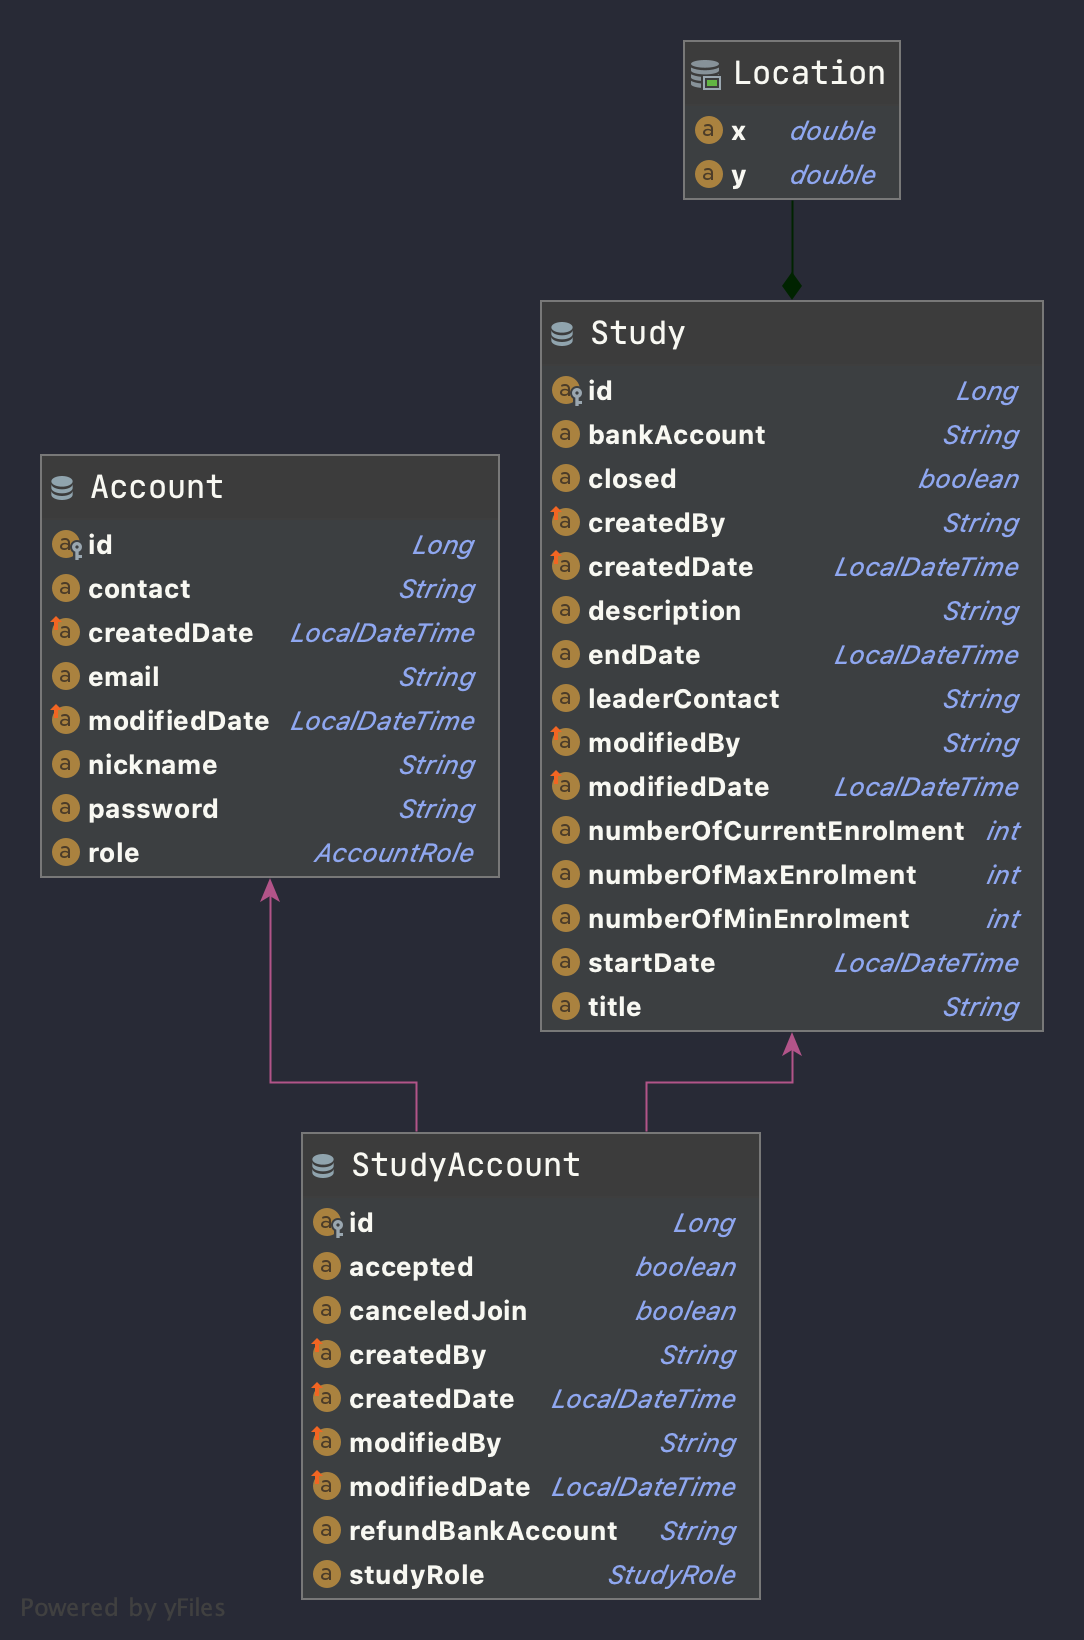 Location
x double
y double
Study
id Long
bankAccount String
closed boolean
createdBy String
createdDate LocalDateTime
description String
endDate LocalDateTime
leaderContact String
modifiedBy String
modifiedDate LocalDateTime
numberOfCurrentEnrolment int
numberOfMaxEnrolment int
numberOfMinEnrolment int
startDate LocalDateTime
title String
Account
id Long
contact String
createdDate LocalDateTime
email String
modifiedDate LocalDateTime
nickname String
password String
role AccountRole
StudyAccount
id Long
accepted boolean
canceledJoin boolean
createdBy String
createdDate LocalDateTime
modifiedBy String
modifiedDate LocalDateTime
refundBankAccount String
studyRole StudyRole
Powered by yFiles